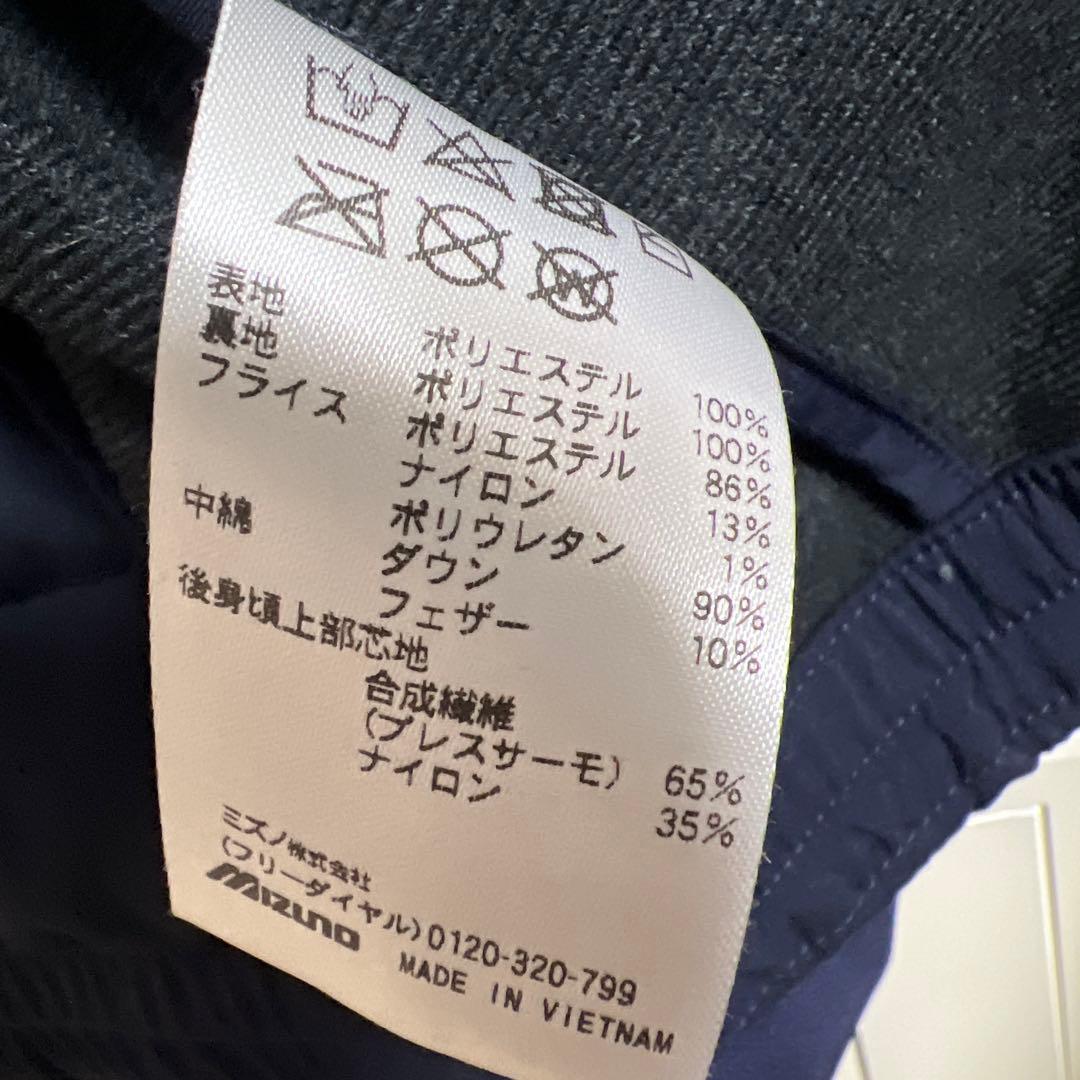 表地 ポリエステル 100%
裏地 ポリエステル 100%
フライス ポリエステル 86%
ナイロン 13%
ポリウレタン 1%
中綿 ダウン 90%
フェザー 10%
後身頃上部芯地
合成繊維
(ブレスサーモ) 65%
ナイロン 35%
ミズノ株式会社
(フリーダイヤル)0120-320-799
MIZUNO
MADE IN VIETNAM